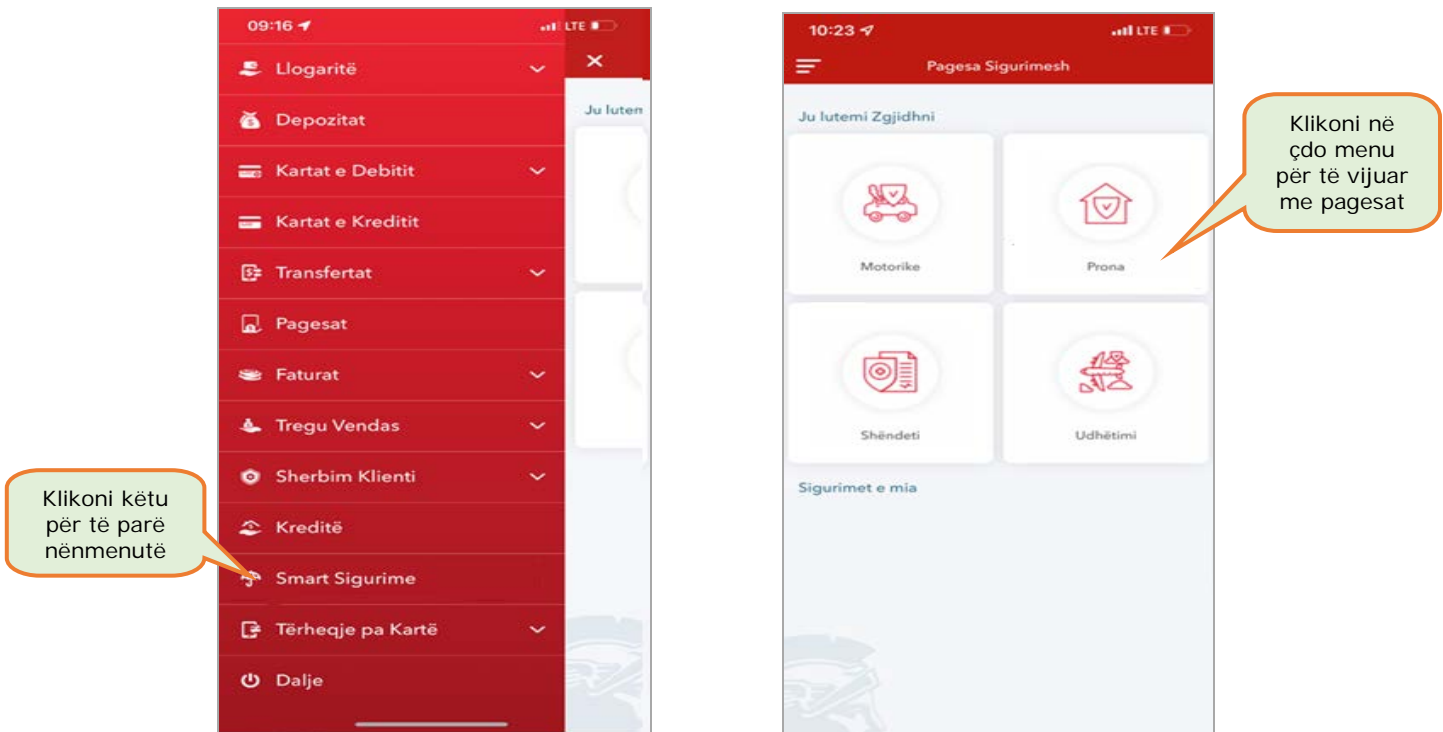 09:16
LTE
Llogaritë
Ju lutem
Depozitat
Kartat e Debitit
Kartat e Kreditit
Transfertat
Pagesat
Faturat
Tregu Vendas
Sherbim Klienti
Kreditë
Smart Sigurime
Tërheqje pa Kartë
Dalje
Klikoni këtu
për të parë
nënmenutë
10:23
LTE
Pagesa Sigurimesh
Ju lutemi Zgjidhni
Motorike
Prona
Shëndeti
Udhëtimi
Sigurimet e mia
Klikoni në
çdo menu
për të vijuar
me pagesat